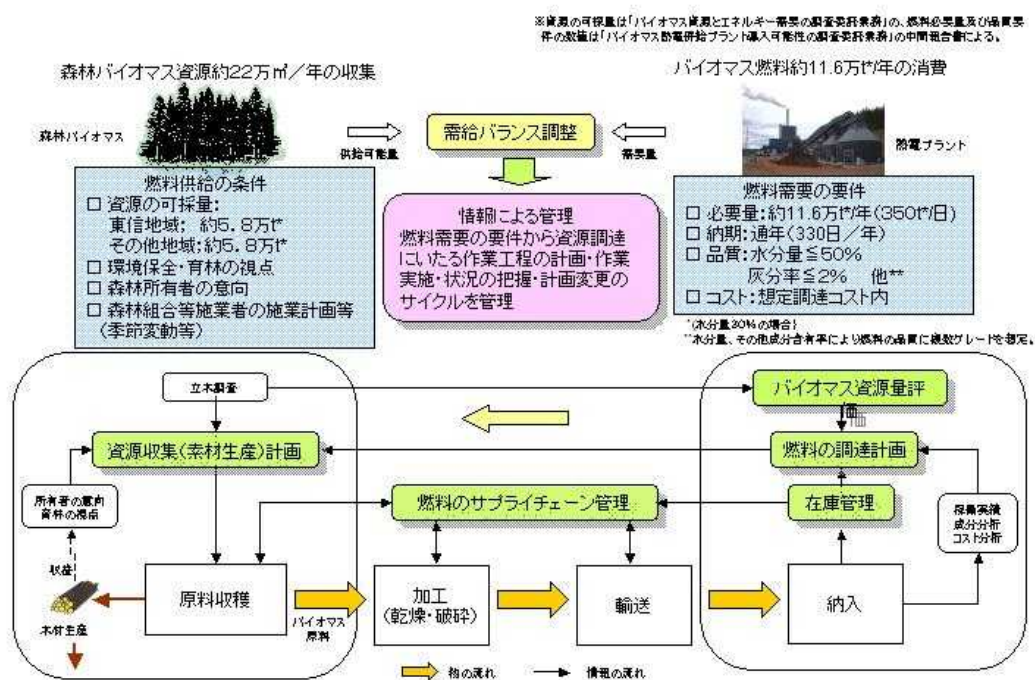 ※資源の可採量は「バイオマス資源とエネルギー需要の調査委託業務」の、燃料必要量及び品質要
件の数値は「バイオマス熱電併給プラント導入可能性の調査委託業務」の中間報告書による。
森林バイオマス資源約22万㎥／年の収集
バイオマス燃料約11.6万t*/年の消費
森林バイオマス
供給可能量
需給バランス調整
需要量
熱電プラント
燃料供給の条件
□ 資源の可採量:
東信地域; 約5.8万t*
その他地域:約5.8万t*
□ 環境保全・育林の視点
□ 森林所有者の意向
□ 森林組合等施業者の施業計画等
(季節変動等)
情報による管理
燃料需要の要件から資源調達
にいたる作業工程の計画・作業
実施・状況の把握・計画変更の
サイクルを管理
燃料需要の要件
□ 必要量:約11.6万t*/年(350t*/日)
□ 納期:通年(330日／年)
□ 品質:水分量≦50%
灰分率≦2%　他**
□ コスト:想定調達コスト内
*(水分量30%の場合)
**水分量、その他成分含有率により燃料の品質に複数グレードを想定。
立木調査
バイオマス資源量評
価
資源収集(素材生産)計画
燃料の調達計画
所有者の意向
育林の視点
燃料のサプライチェーン管理
在庫管理
稼働実績
成分分析
コスト分析
収益
木材生産
原料収穫
バイオマス
原料
加工
(乾燥・破砕)
輸送
納入
物の流れ
情報の流れ